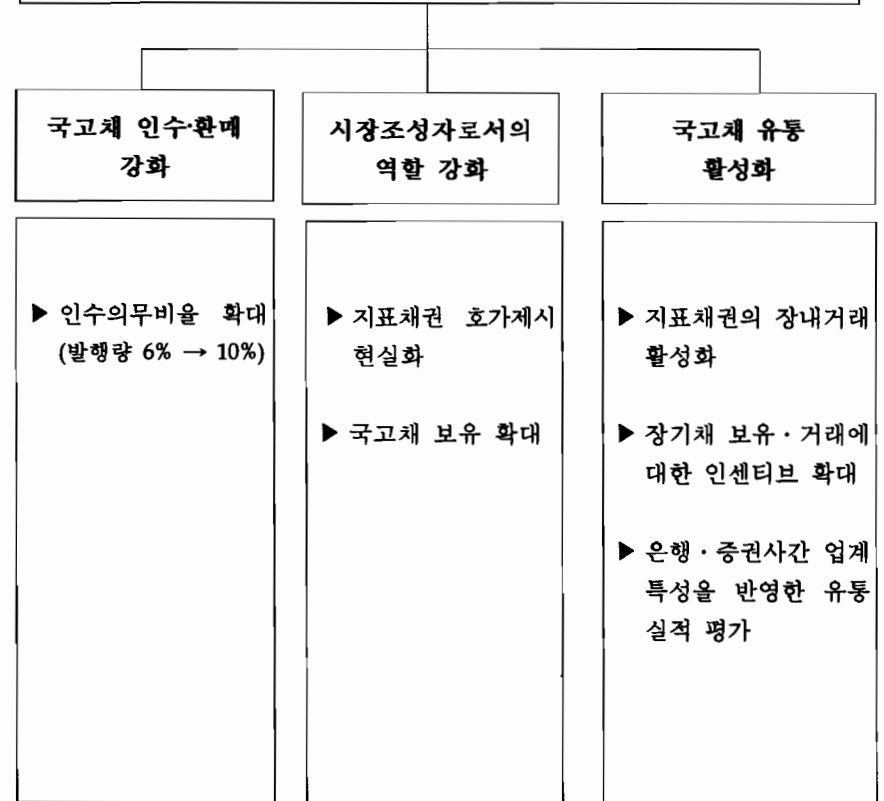 국고채 인수·환매
강화
시장조성자로서의
역할 강화
국고채 유통
활성화
▶ 인수의무비율 확대
(발행량 6% → 10%)
▶ 지표채권 호가제시
현실화
▶ 국고채 보유 확대
▶ 지표채권의 장내거래
활성화
▶ 장기채 보유·거래에
대한 인센티브 확대
▶ 은행·증권사간 업계
특성을 반영한 유통
실적 평가